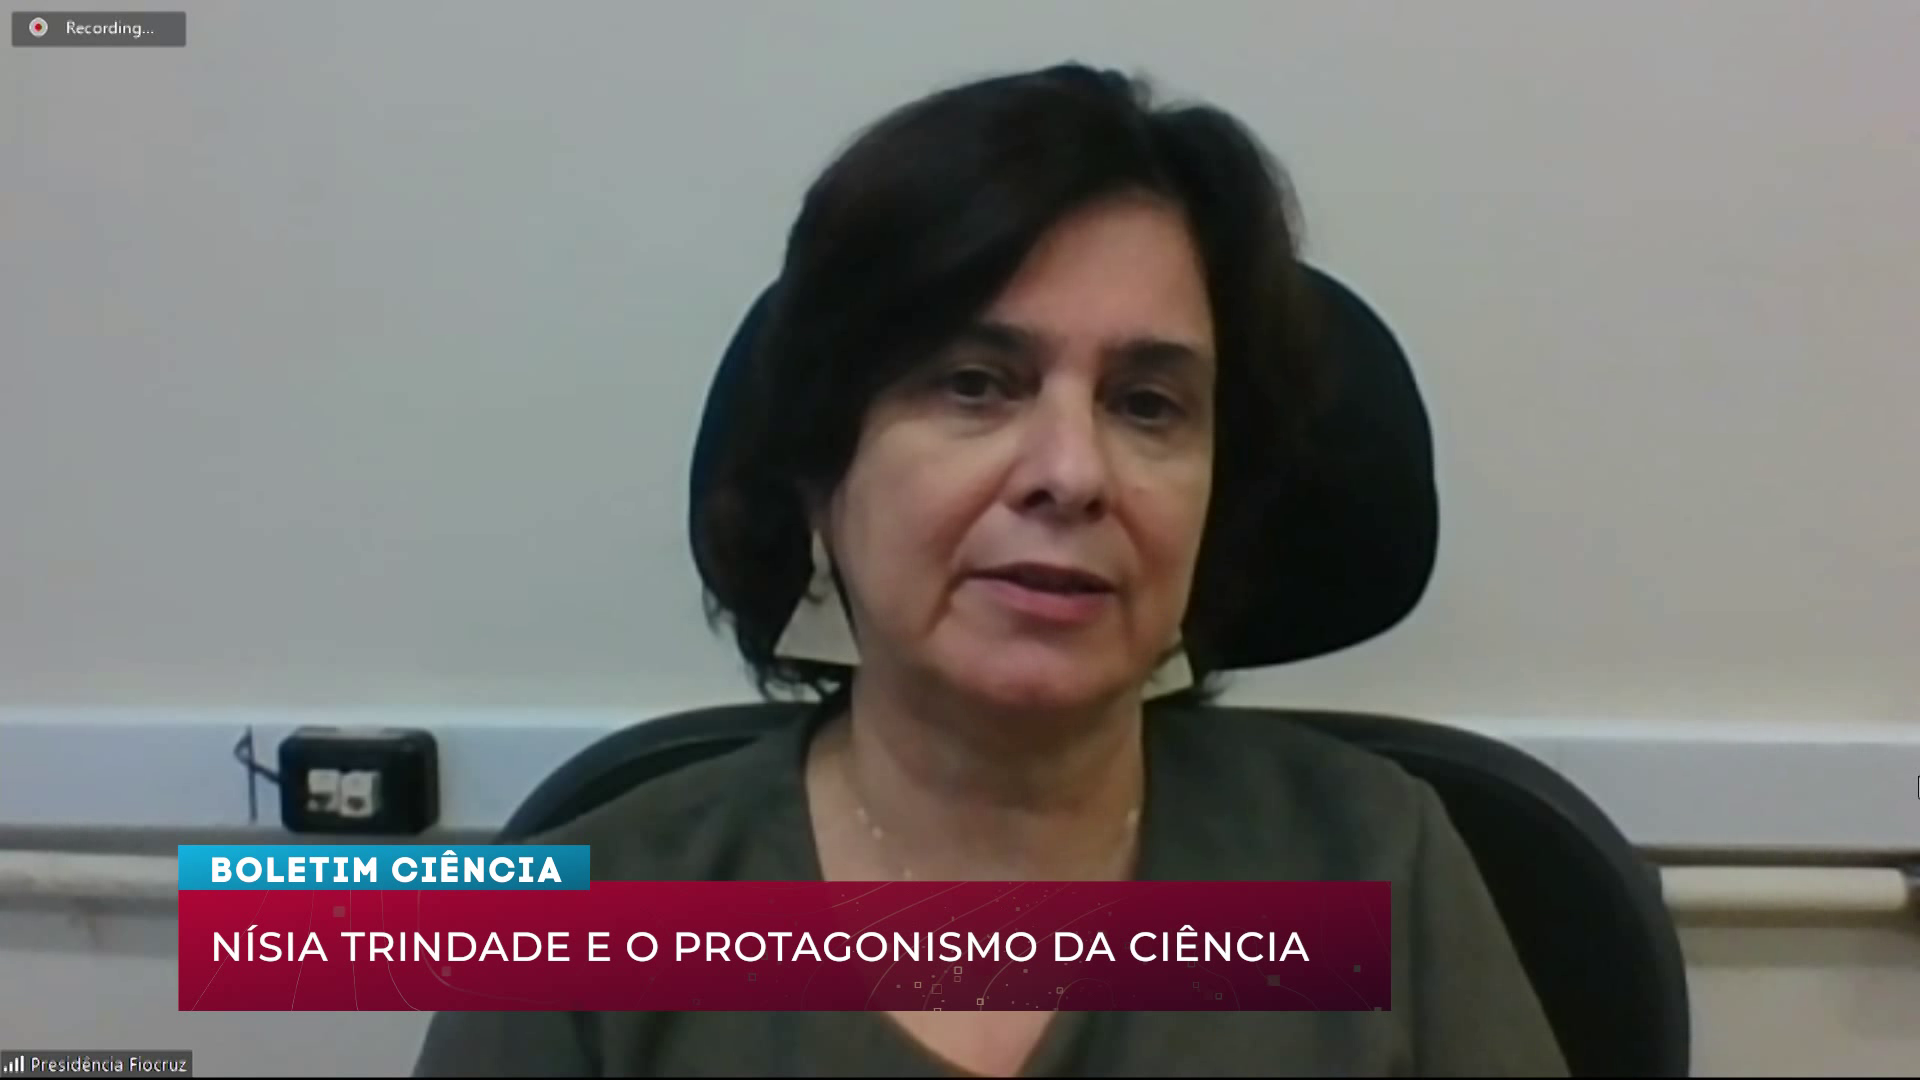 Recording...
BOLETIM CIÊNCIA
NÍSIA TRINDADE E O PROTAGONISMO DA CIÊNCIA
Presidência Fiocruz